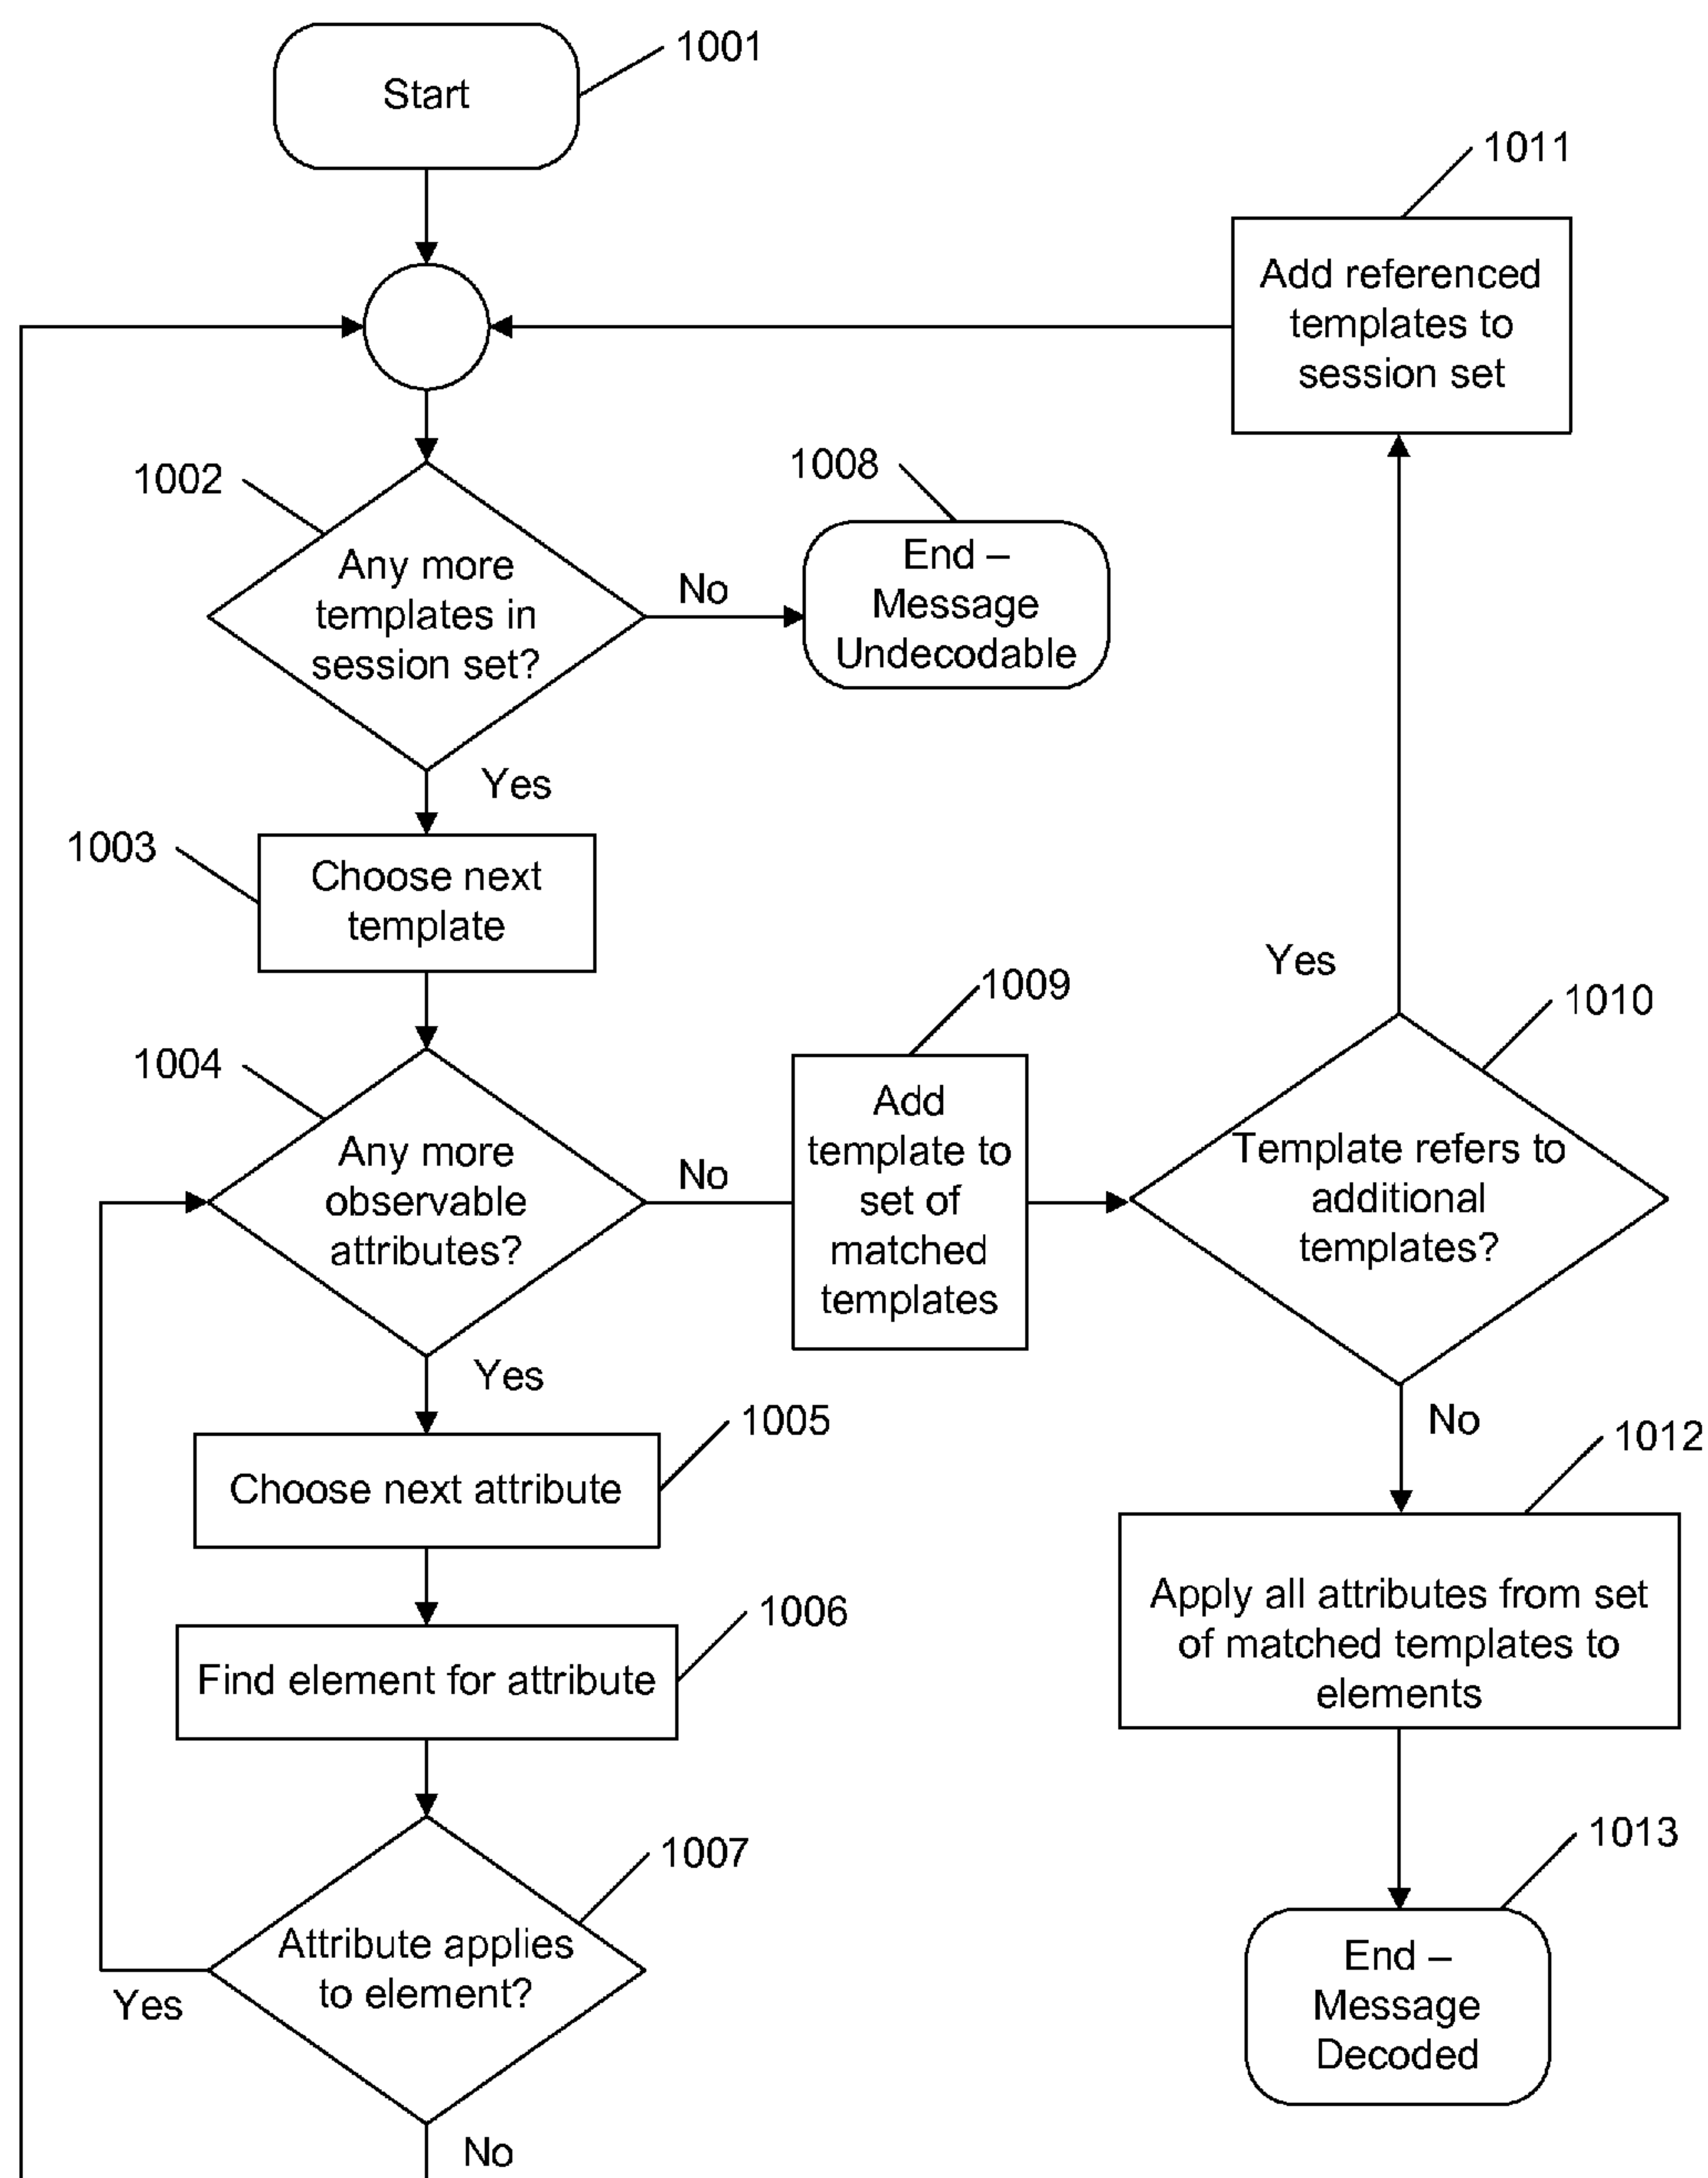 1001
Start
1011
Add referenced
templates to
session set
1002
Any more
templates in
session set?
No
1008
End –
Message
Undecodable
Yes
1003
Choose next
template
1004
Any more
observable
attributes?
No
1009
Add
template to
set of
matched
templates
Yes
1010
Template refers to
additional
templates?
Yes
1005
Choose next attribute
No
1012
Apply all attributes from set
of matched templates to
elements
1006
Find element for attribute
1007
Attribute applies
to element?
Yes
No
1013
End –
Message
Decoded